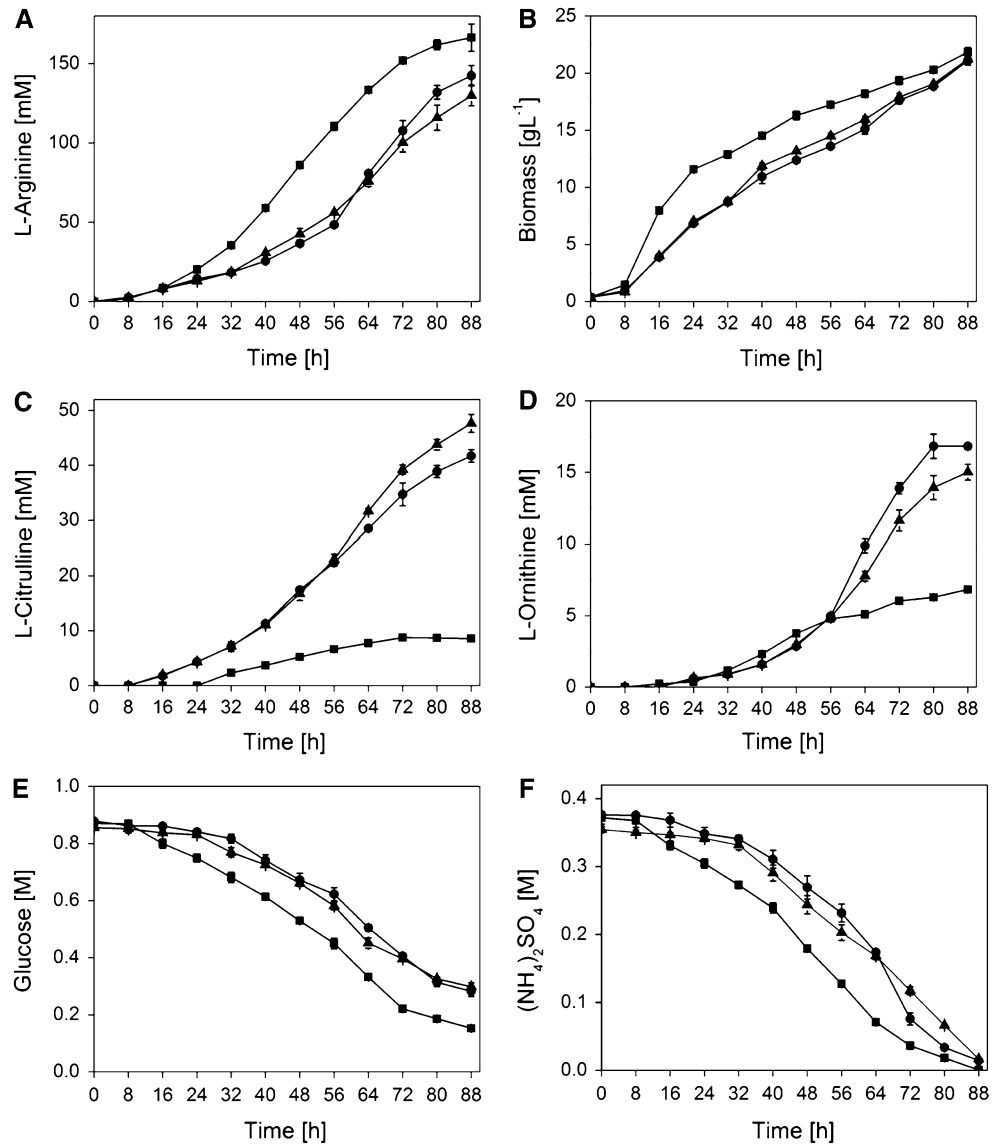 A
L-Arginine [mM]
150
100
50
0
0 8 16 24 32 40 48 56 64 72 80 88
Time [h]
B
Biomass [gL⁻¹]
25
20
15
10
5
0
0 8 16 24 32 40 48 56 64 72 80 88
Time [h]
C
L-Citrulline [mM]
50
40
30
20
10
0
0 8 16 24 32 40 48 56 64 72 80 88
Time [h]
D
L-Ornithine [mM]
20
15
10
5
0
0 8 16 24 32 40 48 56 64 72 80 88
Time [h]
E
Glucose [M]
1.0
0.8
0.6
0.4
0.2
0.0
0 8 16 24 32 40 48 56 64 72 80 88
Time [h]
F
(NH₄)₂SO₄ [M]
0.4
0.3
0.2
0.1
0.0
0 8 16 24 32 40 48 56 64 72 80 88
Time [h]